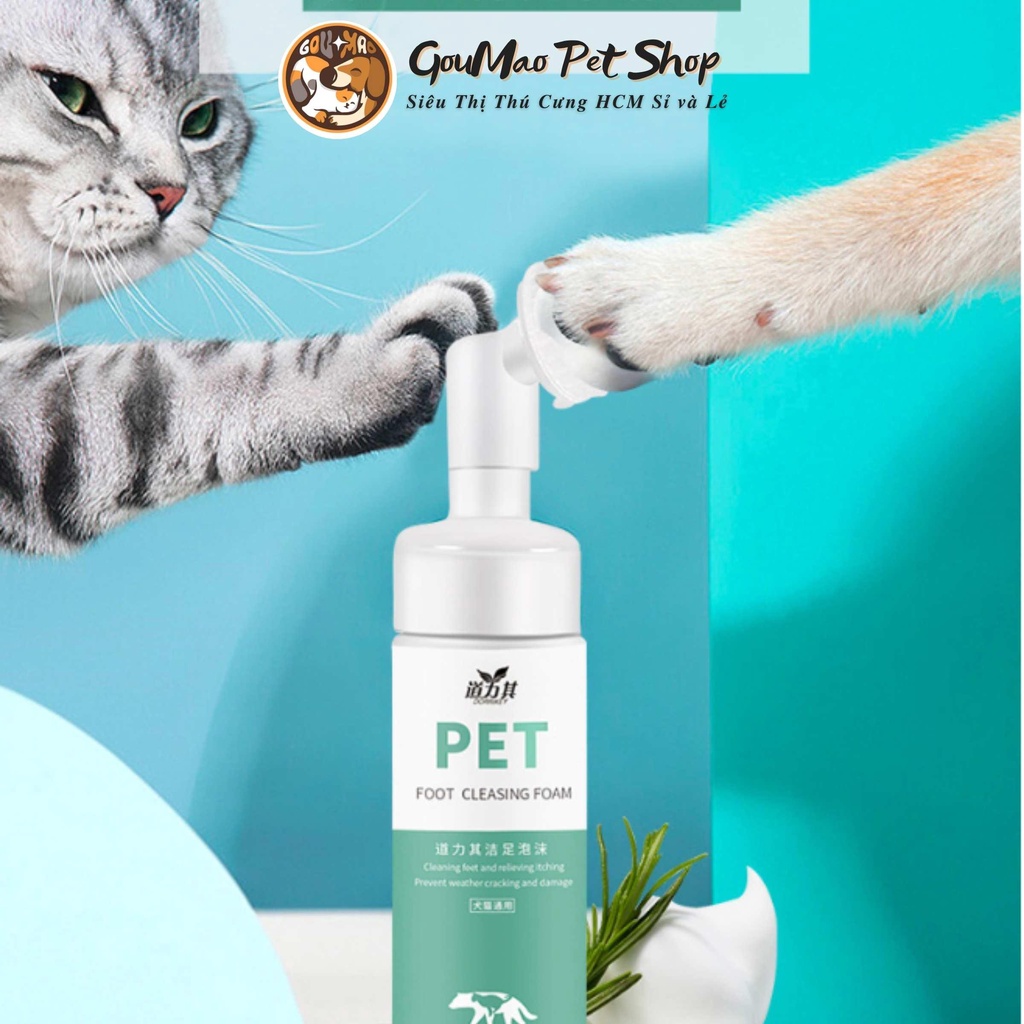 GOU MAO
GouMao Pet Shop
Siêu Thị Thú Cưng HCM Sỉ và Lẻ
道力其
PET
FOOT CLEASING FOAM
道力其洁足泡沫
Cleaning feet and relieving itching
Prevent weather cracking and damage
犬猫通用